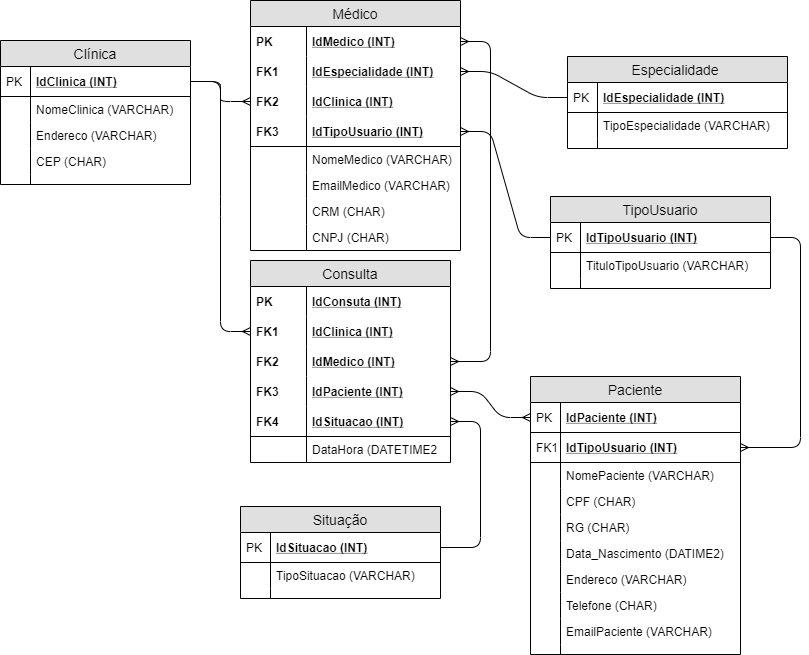 Clínica
PK IdClinica (INT)
NomeClinica (VARCHAR)
Endereco (VARCHAR)
CEP (CHAR)
Médico
PK IdMedico (INT)
FK1 IdEspecialidade (INT)
FK2 IdClinica (INT)
FK3 IdTipoUsuario (INT)
NomeMedico (VARCHAR)
EmailMedico (VARCHAR)
CRM (CHAR)
CNPJ (CHAR)
Especialidade
PK IdEspecialidade (INT)
TipoEspecialidade (VARCHAR)
TipoUsuario
PK IdTipoUsuario (INT)
TituloTipoUsuario (VARCHAR)
Consulta
PK IdConsuta (INT)
FK1 IdClinica (INT)
FK2 IdMedico (INT)
FK3 IdPaciente (INT)
FK4 IdSituacao (INT)
DataHora (DATETIME2
Paciente
PK IdPaciente (INT)
FK1 IdTipoUsuario (INT)
NomePaciente (VARCHAR)
CPF (CHAR)
RG (CHAR)
Data_Nascimento (DATIME2)
Endereco (VARCHAR)
Telefone (CHAR)
EmailPaciente (VARCHAR)
Situação
PK IdSituacao (INT)
TipoSituacao (VARCHAR)